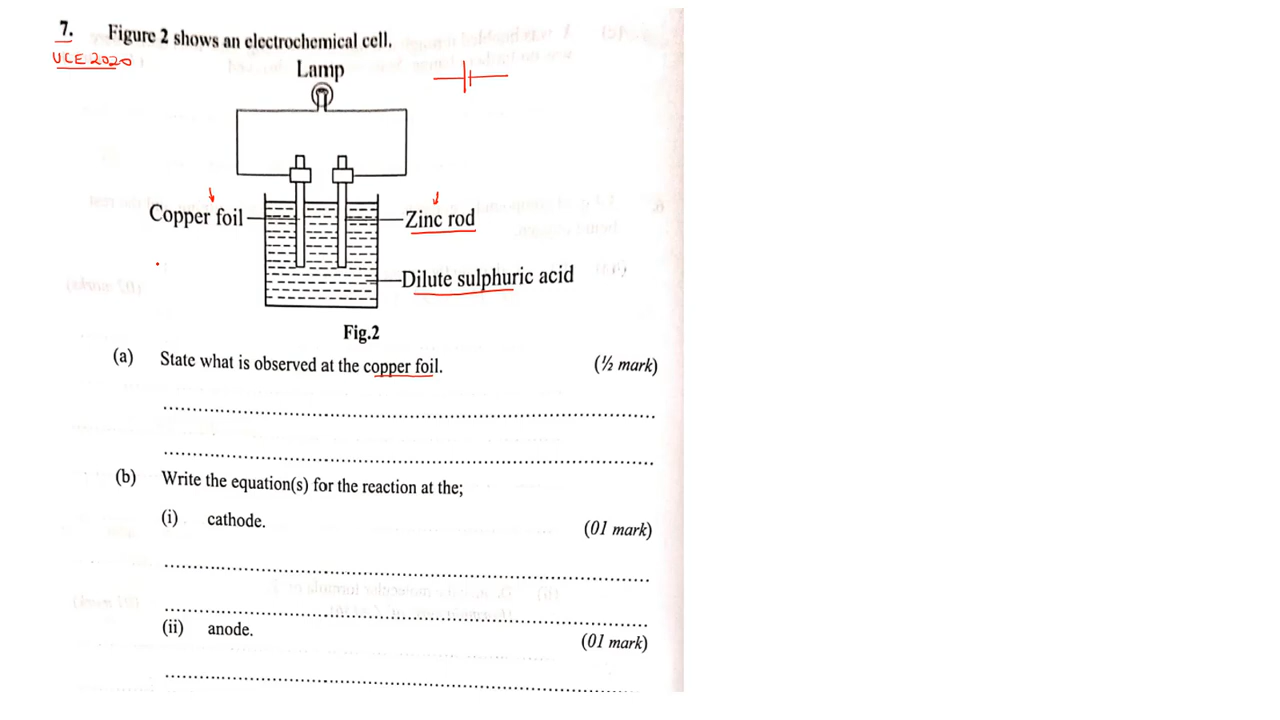 7. Figure 2 shows an electrochemical cell.
UCE 2020
Lamp
Copper foil
Zinc rod
Dilute sulphuric acid
Fig.2
(a) State what is observed at the copper foil. (½ mark)
(b) Write the equation(s) for the reaction at the;
(i) cathode. (01 mark)
(ii) anode. (01 mark)